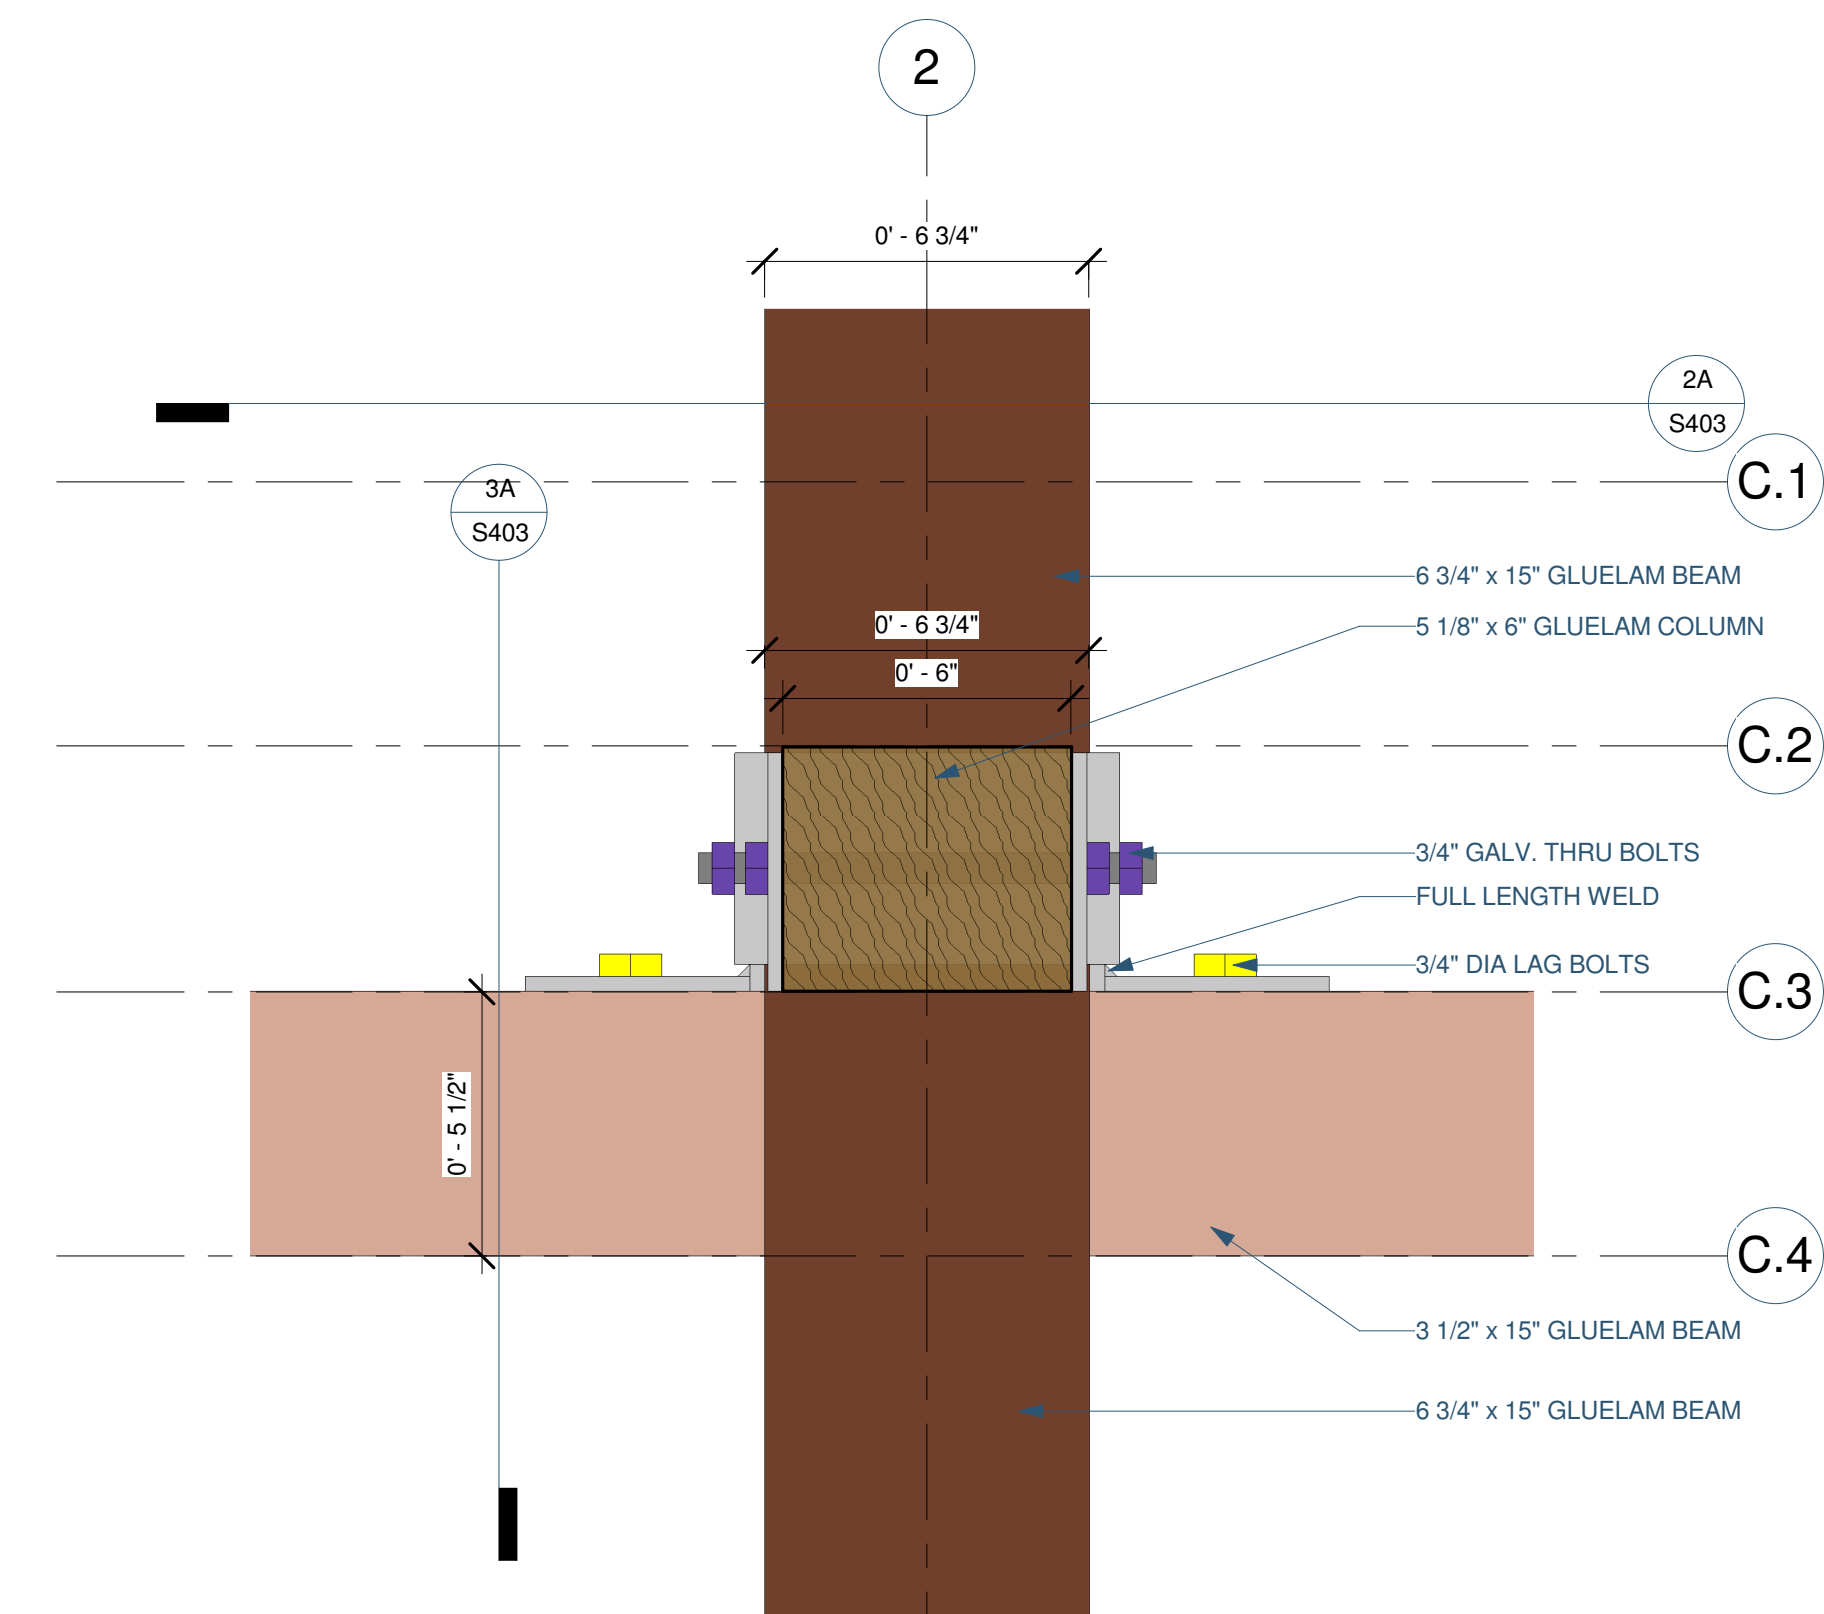 2
0' - 6 3/4"
2A
S403
C.1
3A
S403
6 3/4" x 15" GLUELAM BEAM
0' - 6 3/4"
5 1/8" x 6" GLUELAM COLUMN
0' - 6"
C.2
3/4" GALV. THRU BOLTS
FULL LENGTH WELD
3/4" DIA LAG BOLTS
C.3
0' - 5 1/2"
C.4
3 1/2" x 15" GLUELAM BEAM
6 3/4" x 15" GLUELAM BEAM